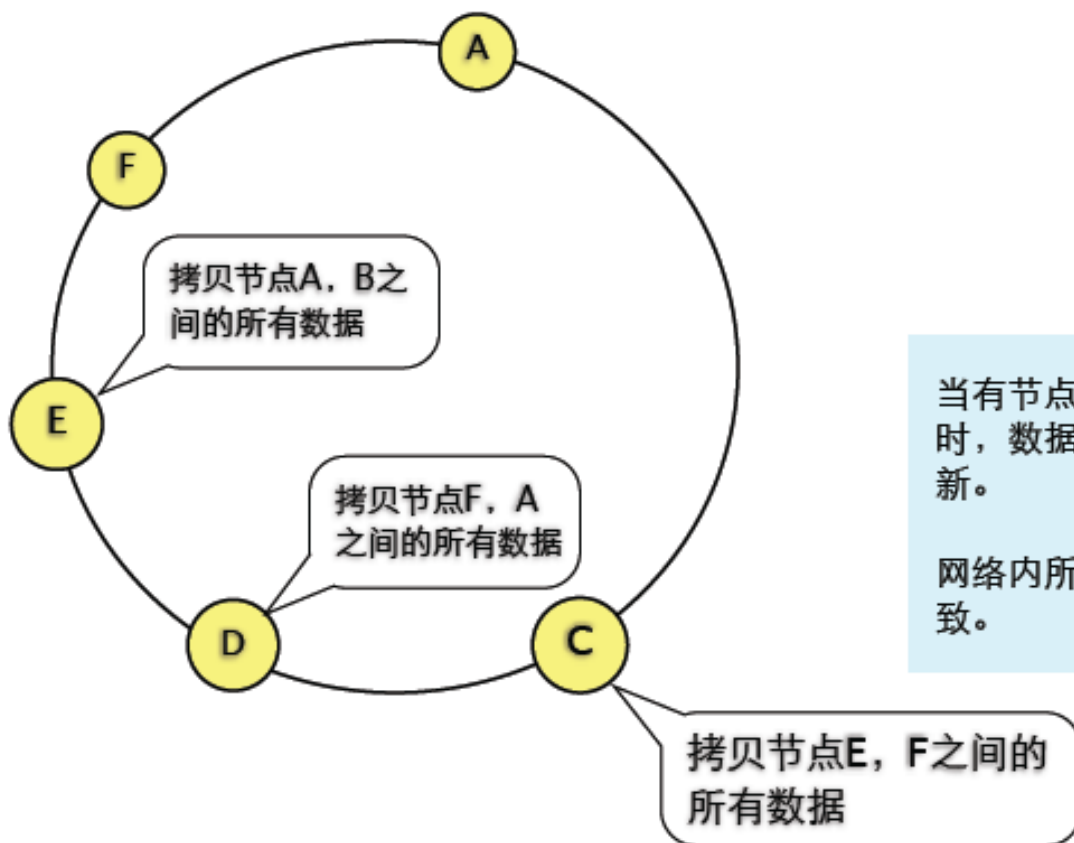 A
F
拷贝节点A，B之
间的所有数据
E
当有节点
时，数据
新。
拷贝节点F，A
之间的所有数据
网络内所
致。
D
C
拷贝节点E，F之间的
所有数据